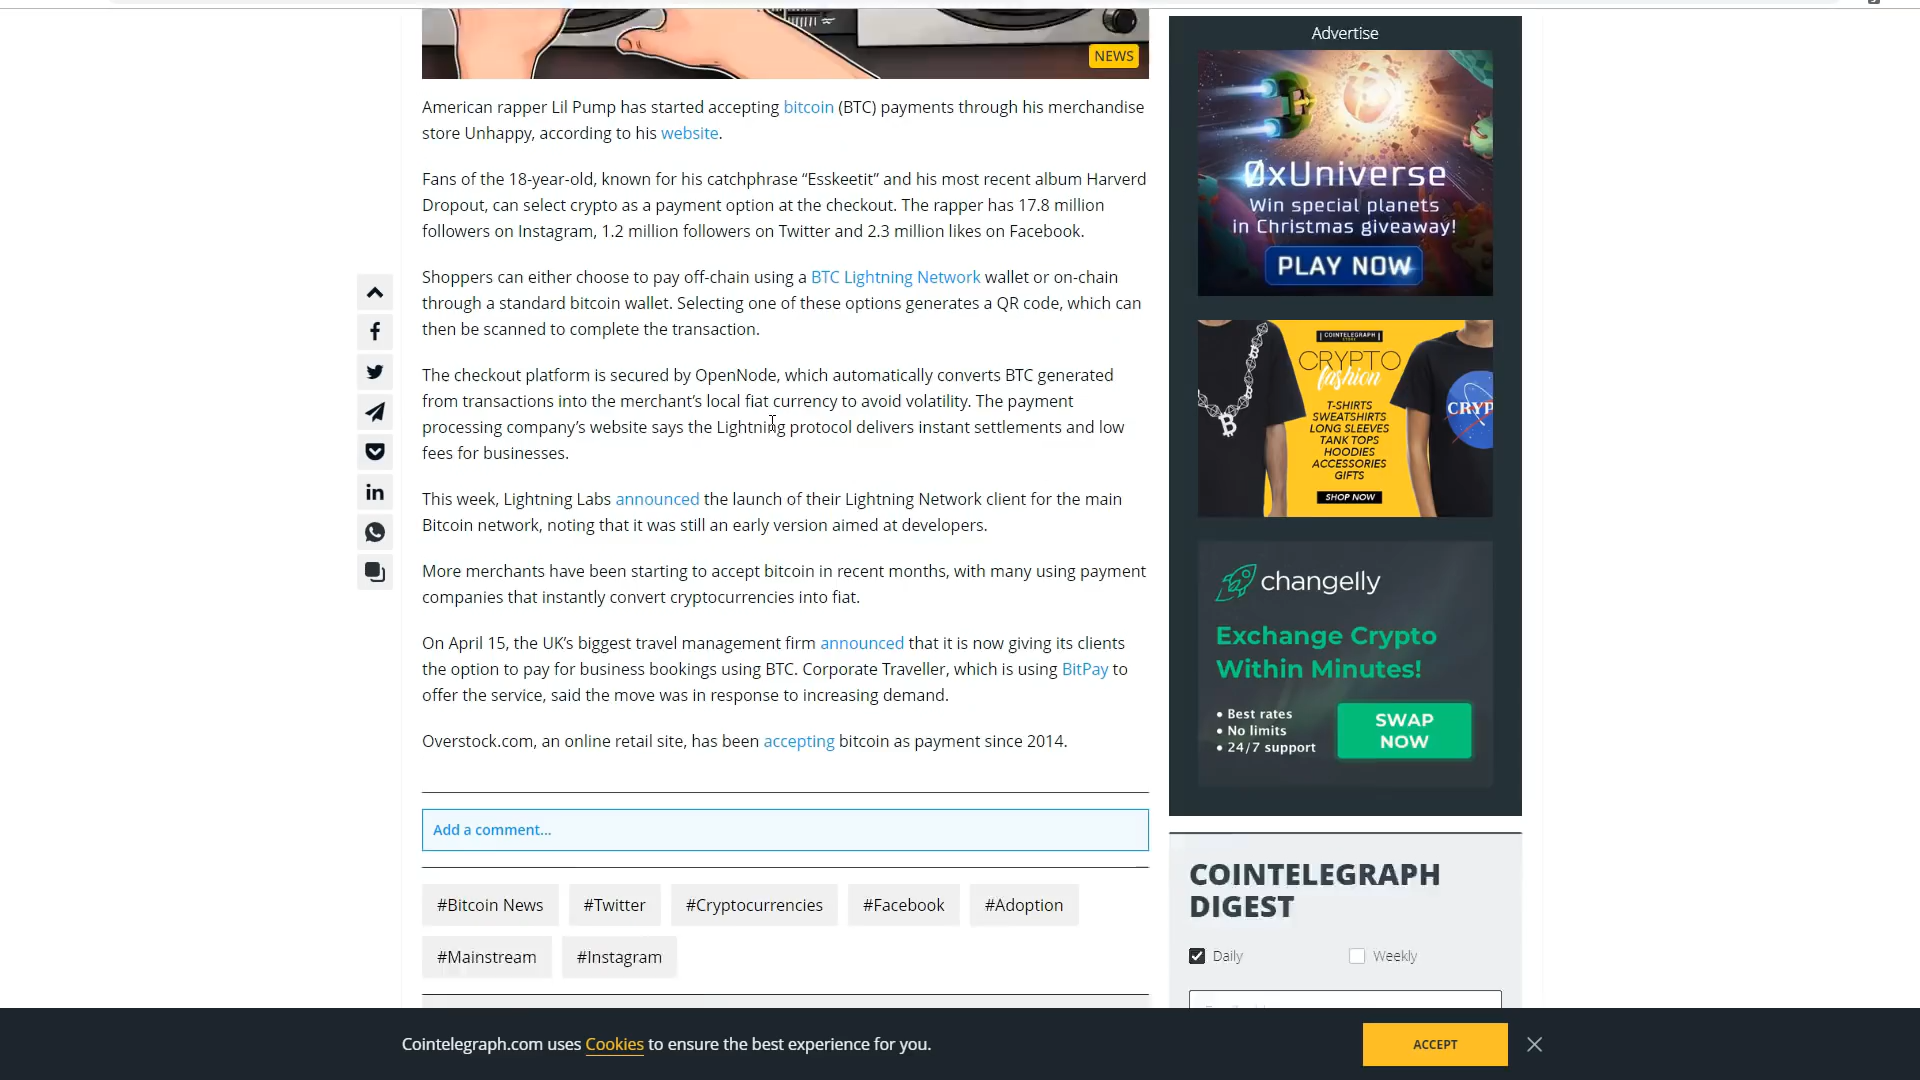 NEWS
American rapper Lil Pump has started accepting bitcoin (BTC) payments through his merchandise
store Unhappy, according to his website.
Fans of the 18-year-old, known for his catchphrase “Esskeetit” and his most recent album Harverd
Dropout, can select crypto as a payment option at the checkout. The rapper has 17.8 million
followers on Instagram, 1.2 million followers on Twitter and 2.3 million likes on Facebook.
Shoppers can either choose to pay off-chain using a BTC Lightning Network wallet or on-chain
through a standard bitcoin wallet. Selecting one of these options generates a QR code, which can
then be scanned to complete the transaction.
The checkout platform is secured by OpenNode, which automatically converts BTC generated
from transactions into the merchant’s local fiat currency to avoid volatility. The payment
processing company’s website says the Lightning protocol delivers instant settlements and low
fees for businesses.
This week, Lightning Labs announced the launch of their Lightning Network client for the main
Bitcoin network, noting that it was still an early version aimed at developers.
More merchants have been starting to accept bitcoin in recent months, with many using payment
companies that instantly convert cryptocurrencies into fiat.
On April 15, the UK’s biggest travel management firm announced that it is now giving its clients
the option to pay for business bookings using BTC. Corporate Traveller, which is using BitPay to
offer the service, said the move was in response to increasing demand.
Overstock.com, an online retail site, has been accepting bitcoin as payment since 2014.
Add a comment...
#Bitcoin News #Twitter #Cryptocurrencies #Facebook #Adoption
#Mainstream #Instagram
Advertise
0xUniverse
Win special planets
in Christmas giveaway!
PLAY NOW
COINTELEGRAPH
STORE
CRYPTO
fashion
T-SHIRTS
SWEATSHIRTS
LONG SLEEVES
TANK TOPS
HOODIES
ACCESSORIES
GIFTS
SHOP NOW
CRYP
changelly
Exchange Crypto
Within Minutes!
• Best rates
• No limits
• 24/7 support
SWAP
NOW
COINTELEGRAPH
DIGEST
Daily Weekly
Cointelegraph.com uses Cookies to ensure the best experience for you.
ACCEPT